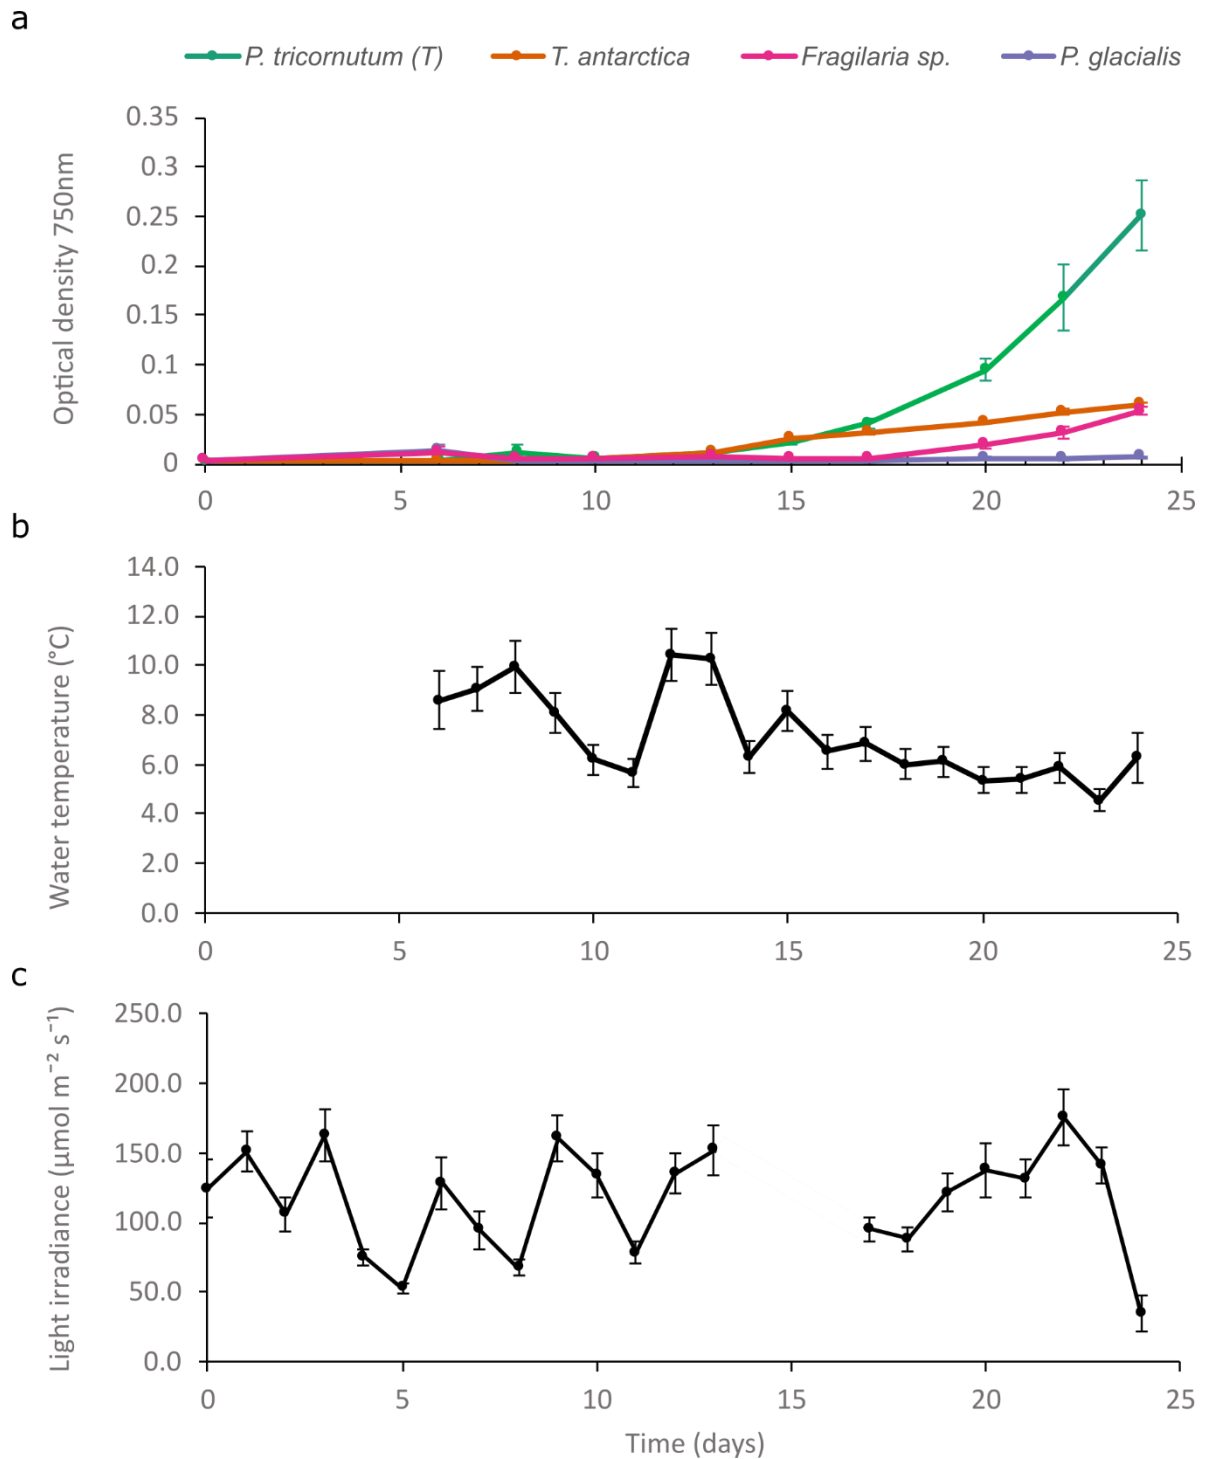 a
P. tricornutum (T) T. antarctica Fragilaria sp. P. glacialis
Optical density 750nm
0.35
0.3
0.25
0.2
0.15
0.1
0.05
0
0 5 10 15 20 25
b
Water temperature (°C)
14.0
12.0
10.0
8.0
6.0
4.0
2.0
0.0
0 5 10 15 20 25
c
Light irradiance (μmol m⁻² s⁻¹)
250.0
200.0
150.0
100.0
50.0
0.0
0 5 10 15 20 25
Time (days)